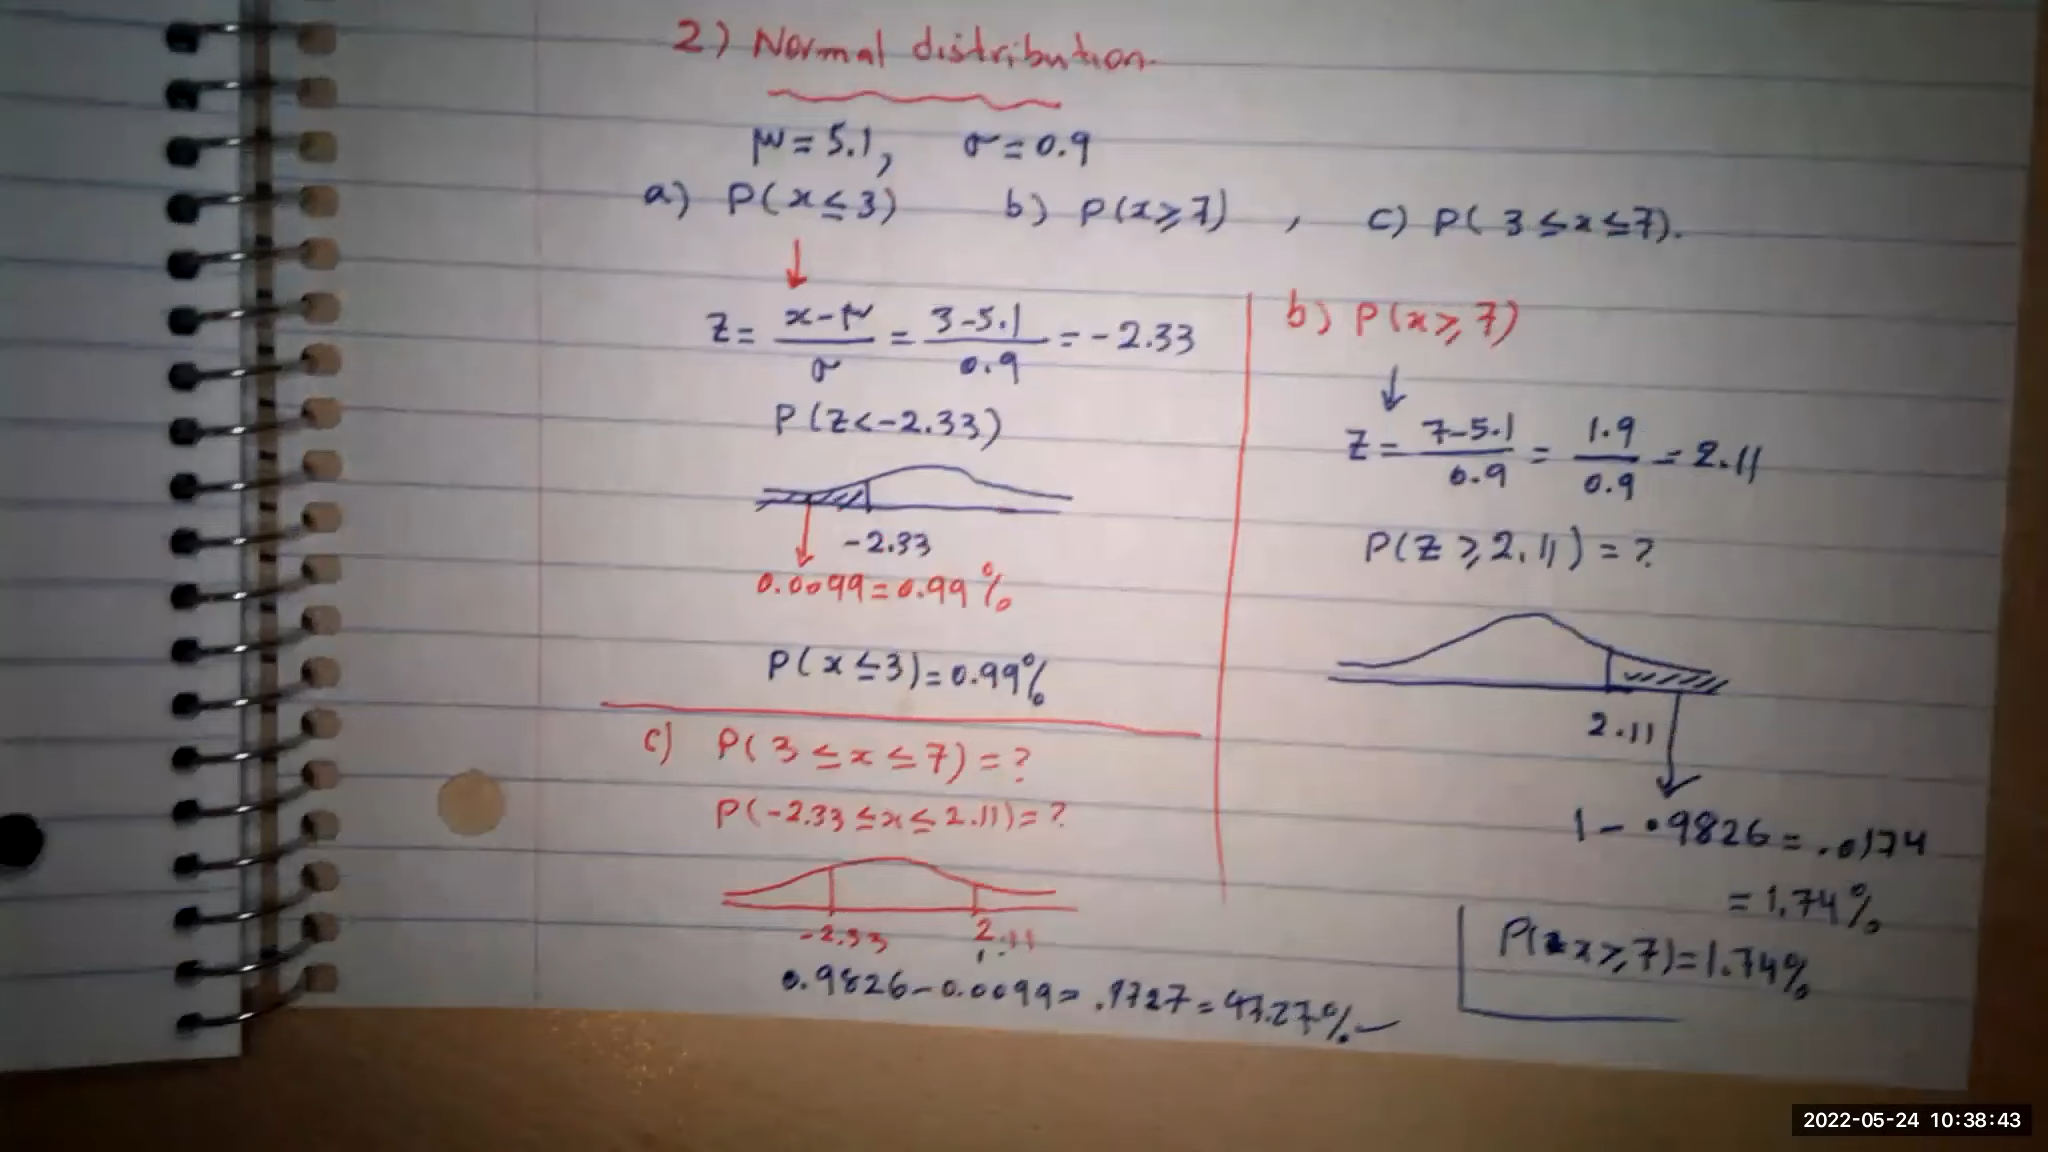 2) Normal distribution
μ = 5.1, σ = 0.9
a) P(x ≤ 3) b) P(x ≥ 7) , c) P( 3 ≤ x ≤ 7).
z = (x-μ)/σ = (3-5.1)/0.9 = -2.33
P(z < -2.33)
-2.33
0.0099 = 0.99%
P(x ≤ 3) = 0.99%
b) P(x ≥ 7)
z = (7-5.1)/0.9 = 1.9/0.9 = 2.11
P(z ≥ 2.11) = ?
2.11
1 - .9826 = .0174
= 1.74%
P(x ≥ 7) = 1.74%
c) P( 3 ≤ x ≤ 7) = ?
P(-2.33 ≤ x ≤ 2.11) = ?
-2.33 2.11
0.9826 - 0.0099 = .9727 = 97.27%
2022-05-24 10:38:43